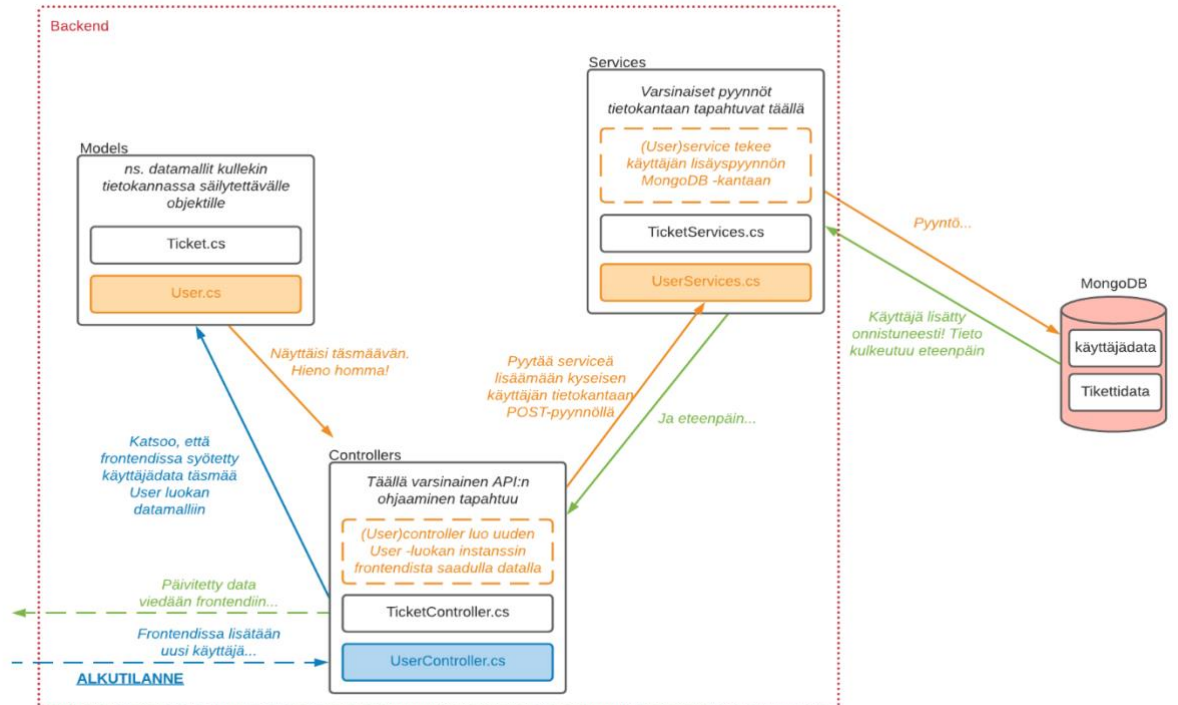 Backend
Services
Varsinaiset pyynnöt
tietokantaan tapahtuvat täällä
(User)service tekee
käyttäjän lisäyspyynnön
MongoDB -kantaan
TicketServices.cs
UserServices.cs
Models
ns. datamallit kullekin
tietokannassa säilytettävälle
objektille
Ticket.cs
User.cs
Pyyntö...
MongoDB
käyttäjädata
Tikettidata
Käyttäjä lisätty
onnistuneesti! Tieto
kulkeutuu eteenpäin
Näyttäisi täsmäävän.
Hieno homma!
Pyytää serviceä
lisäämään kyseisen
käyttäjän tietokantaan
POST-pyynnöllä
Ja eteenpäin...
Katsoo, että
frontendissa syötetty
käyttäjädata täsmää
User luokan
datamalliin
Controllers
Täällä varsinainen API:n
ohjaaminen tapahtuu
(User)controller luo uuden
User -luokan instanssin
frontendista saadulla datalla
TicketController.cs
UserController.cs
Päivitetty data
viedään frontendiin...
Frontendissa lisätään
uusi käyttäjä...
ALKUTILANNE